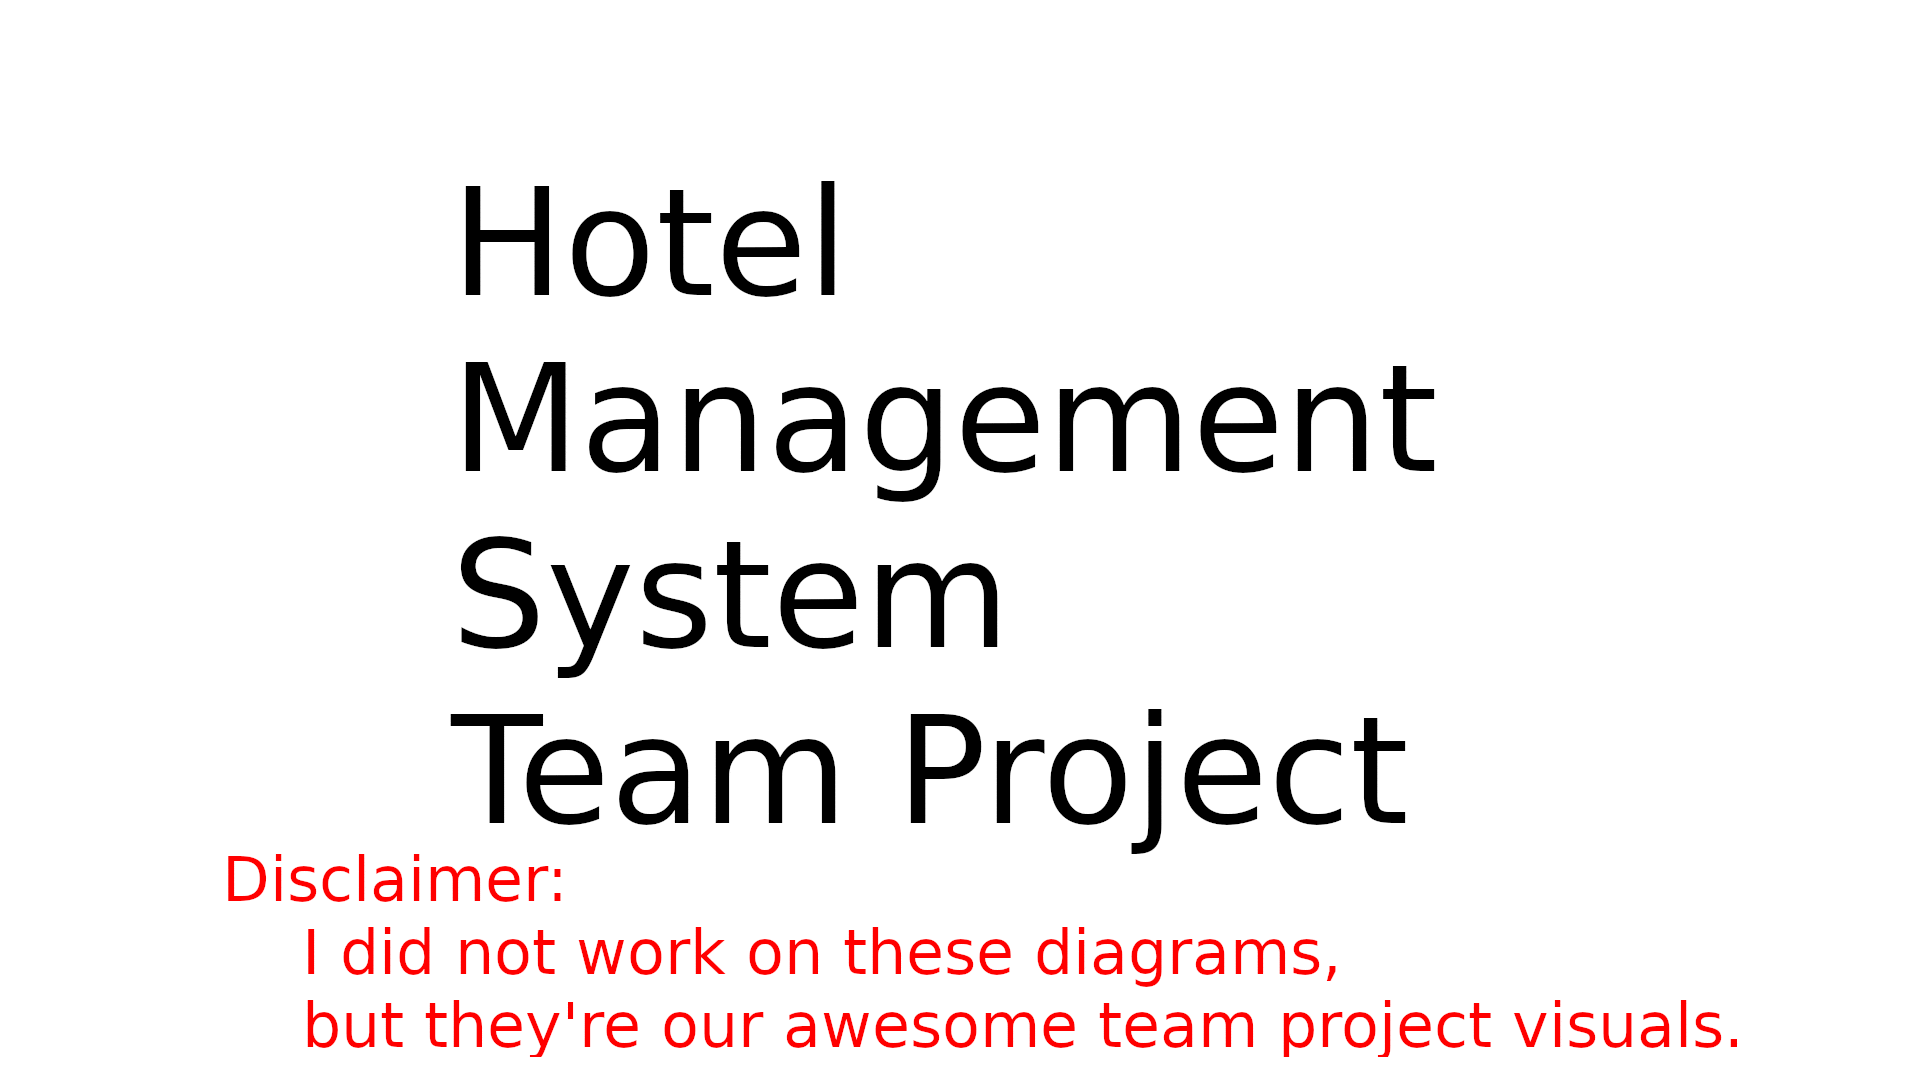 Hotel
Management
System
Team Project
Disclaimer:
I did not work on these diagrams,
but they're our awesome team project visuals.